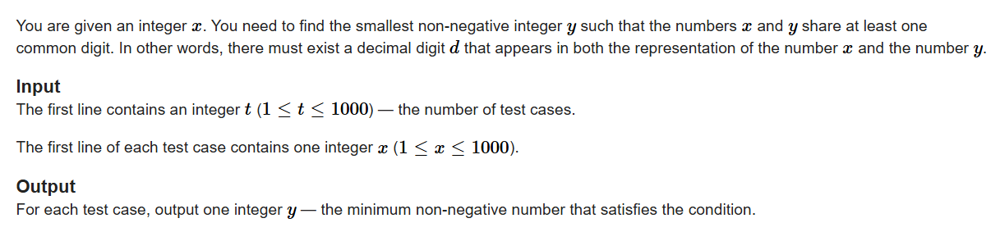 You are given an integer x. You need to find the smallest non-negative integer y such that the numbers x and y share at least one
common digit. In other words, there must exist a decimal digit d that appears in both the representation of the number x and the number y.
Input
The first line contains an integer t (1 ≤ t ≤ 1000) — the number of test cases.
The first line of each test case contains one integer x (1 ≤ x ≤ 1000).
Output
For each test case, output one integer y — the minimum non-negative number that satisfies the condition.